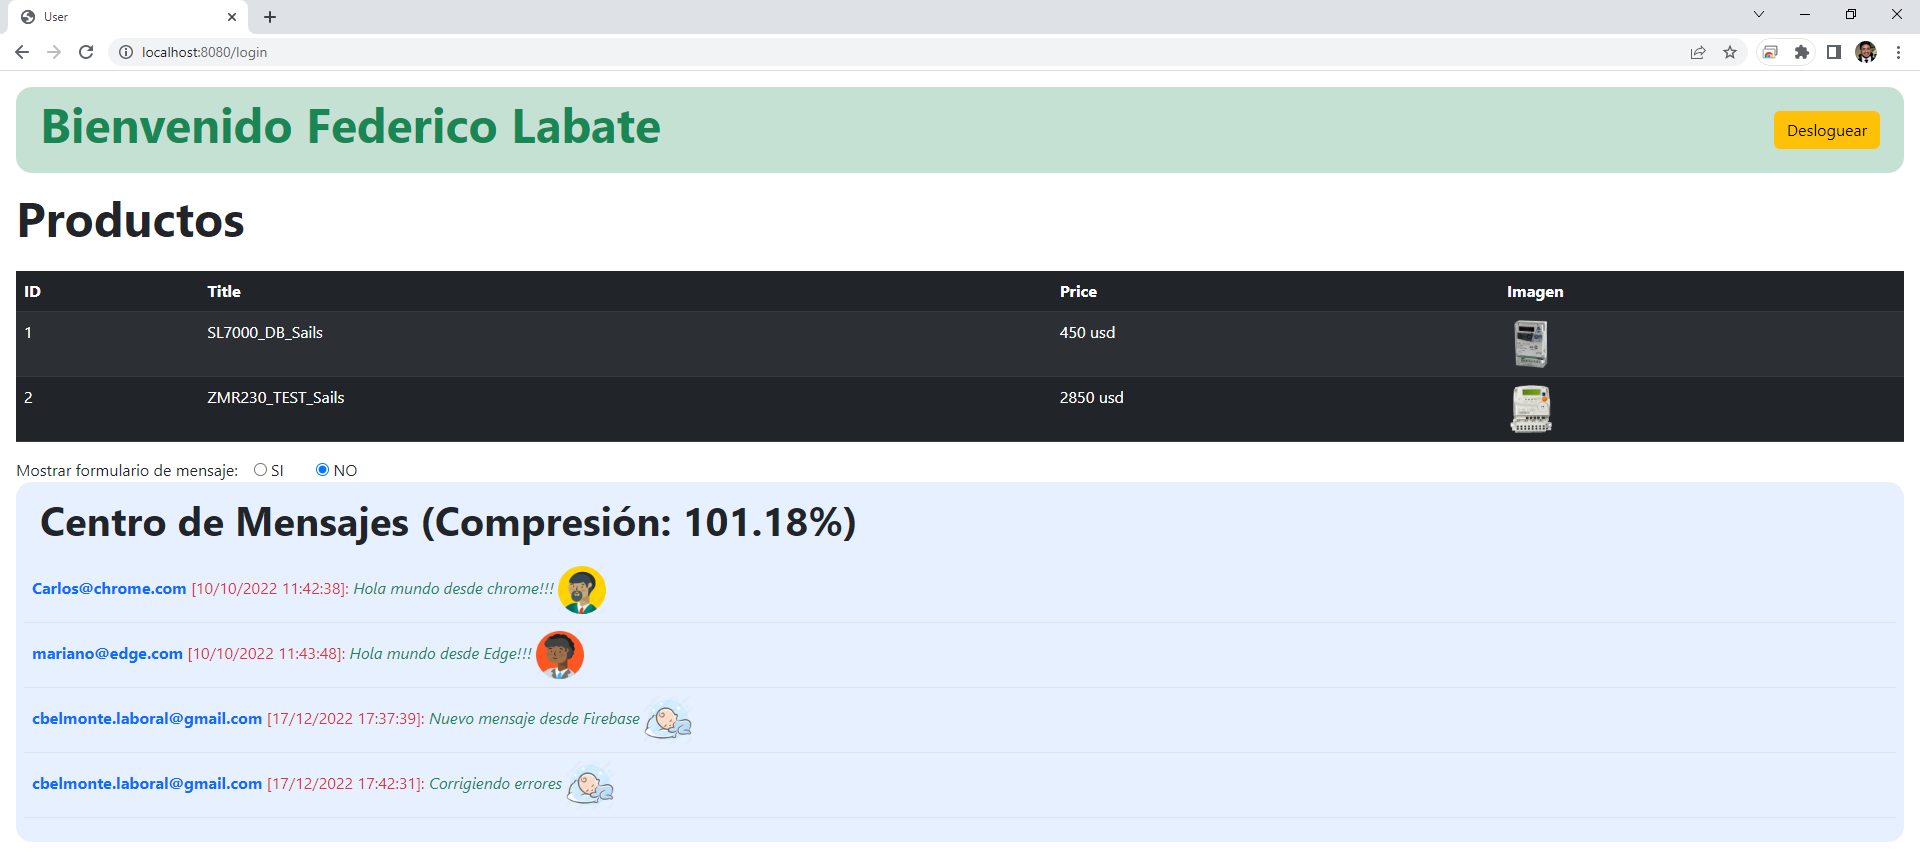 User
localhost:8080/login
Bienvenido Federico Labate
Desloguear
Productos
ID Title Price Imagen
1 SL7000_DB_Sails 450 usd
2 ZMR230_TEST_Sails 2850 usd
Mostrar formulario de mensaje: SI NO
Centro de Mensajes (Compresión: 101.18%)
Carlos@chrome.com [10/10/2022 11:42:38]: Hola mundo desde chrome!!!
mariano@edge.com [10/10/2022 11:43:48]: Hola mundo desde Edge!!!
cbelmonte.laboral@gmail.com [17/12/2022 17:37:39]: Nuevo mensaje desde Firebase
cbelmonte.laboral@gmail.com [17/12/2022 17:42:31]: Corrigiendo errores